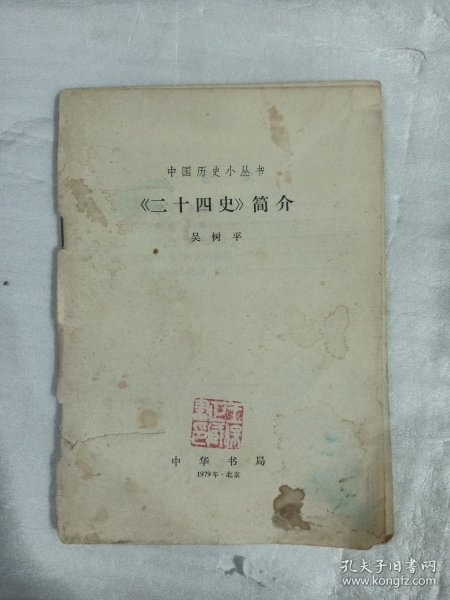 中国历史小丛书
《二十四史》简介
吴树平
中华书局
1979年·北京
孔夫子旧书网
www.kongfz.com